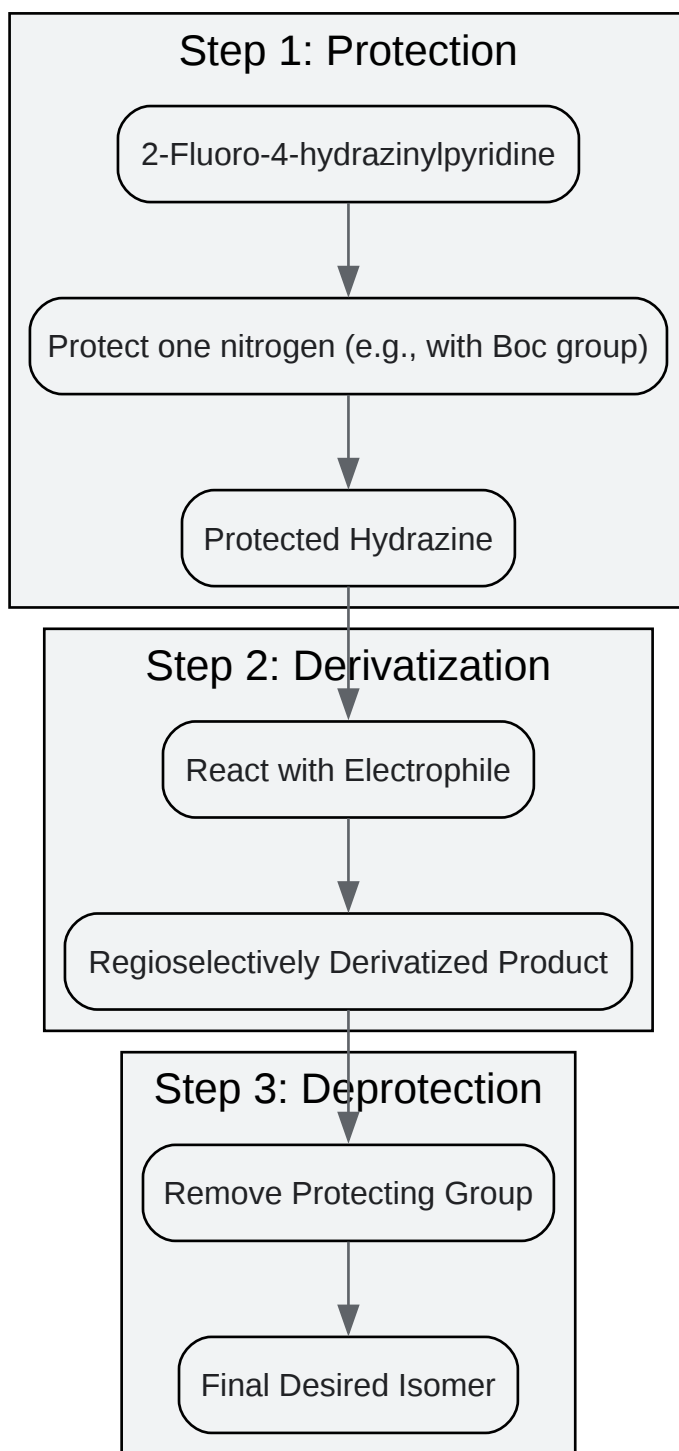 Step 1: Protection
2-Fluoro-4-hydrazinylpyridine
Protect one nitrogen (e.g., with Boc group)
Protected Hydrazine
Step 2: Derivatization
React with Electrophile
Regioselectively Derivatized Product
Step 3: Deprotection
Remove Protecting Group
Final Desired Isomer